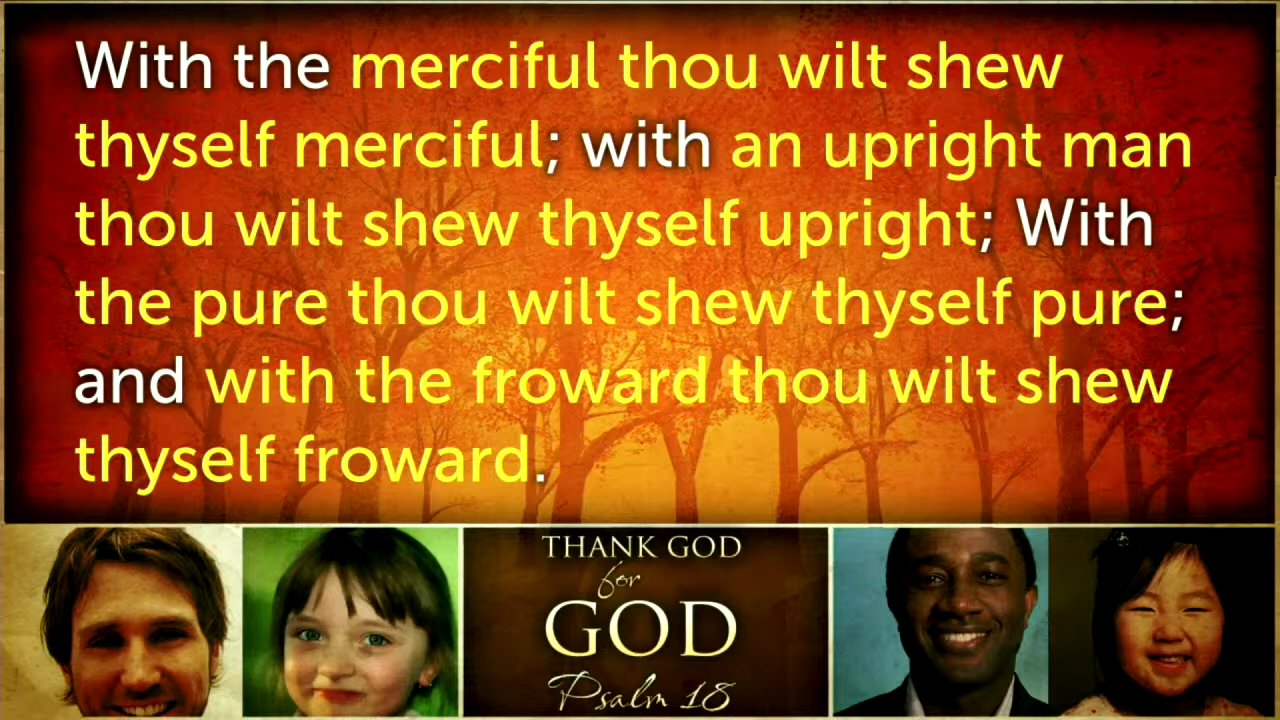 With the merciful thou wilt shew
thyself merciful; with an upright man
thou wilt shew thyself upright; With
the pure thou wilt shew thyself pure;
and with the froward thou wilt shew
thyself froward.
THANK GOD
for
GOD
Psalm 18